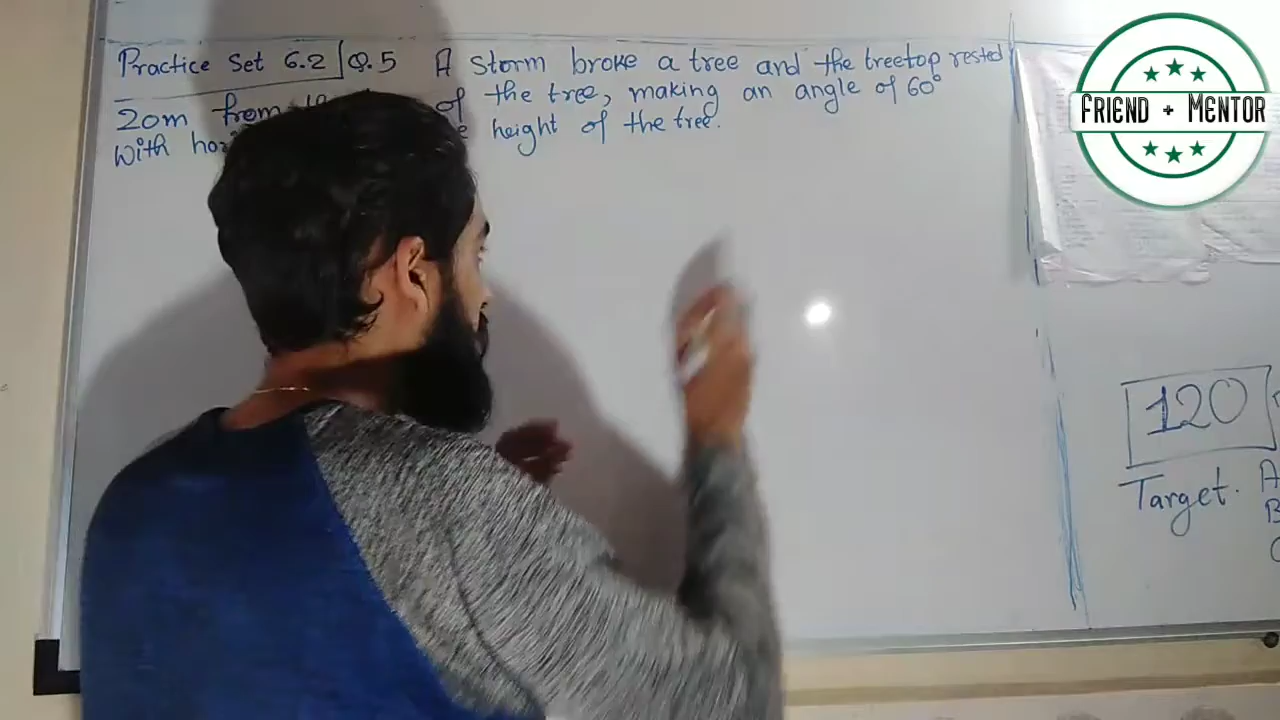 Practice Set 6.2 | Q.5 A storm broke a tree and the treetop rested
20m from of the tree, making an angle of 60°
With height of the tree.
FRIEND + MENTOR
120
Target. A
B